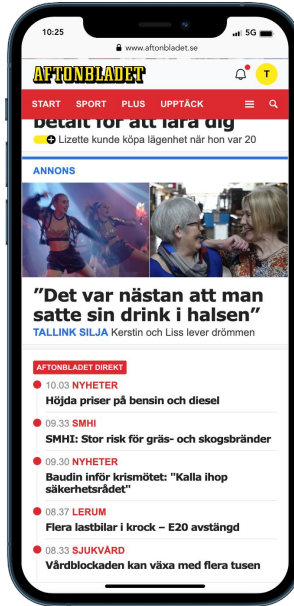 10:25
5G
www.aftonbladet.se
AFTONBLADET
T
START SPORT PLUS UPPTÄCK
betalt för att lära dig
Lizette kunde köpa lägenhet när hon var 20
ANNONS
”Det var nästan att man
satte sin drink i halsen”
TALLINK SILJA Kerstin och Liss lever drömmen
AFTONBLADET DIREKT
10.03 NYHETER
Höjda priser på bensin och diesel
09.33 SMHI
SMHI: Stor risk för gräs- och skogsbränder
09.30 NYHETER
Baudin inför krismötet: "Kalla ihop
säkerhetsrådet"
08.37 LERUM
Flera lastbilar i krock – E20 avstängd
08.33 SJUKVÅRD
Vårdblockaden kan växa med flera tusen